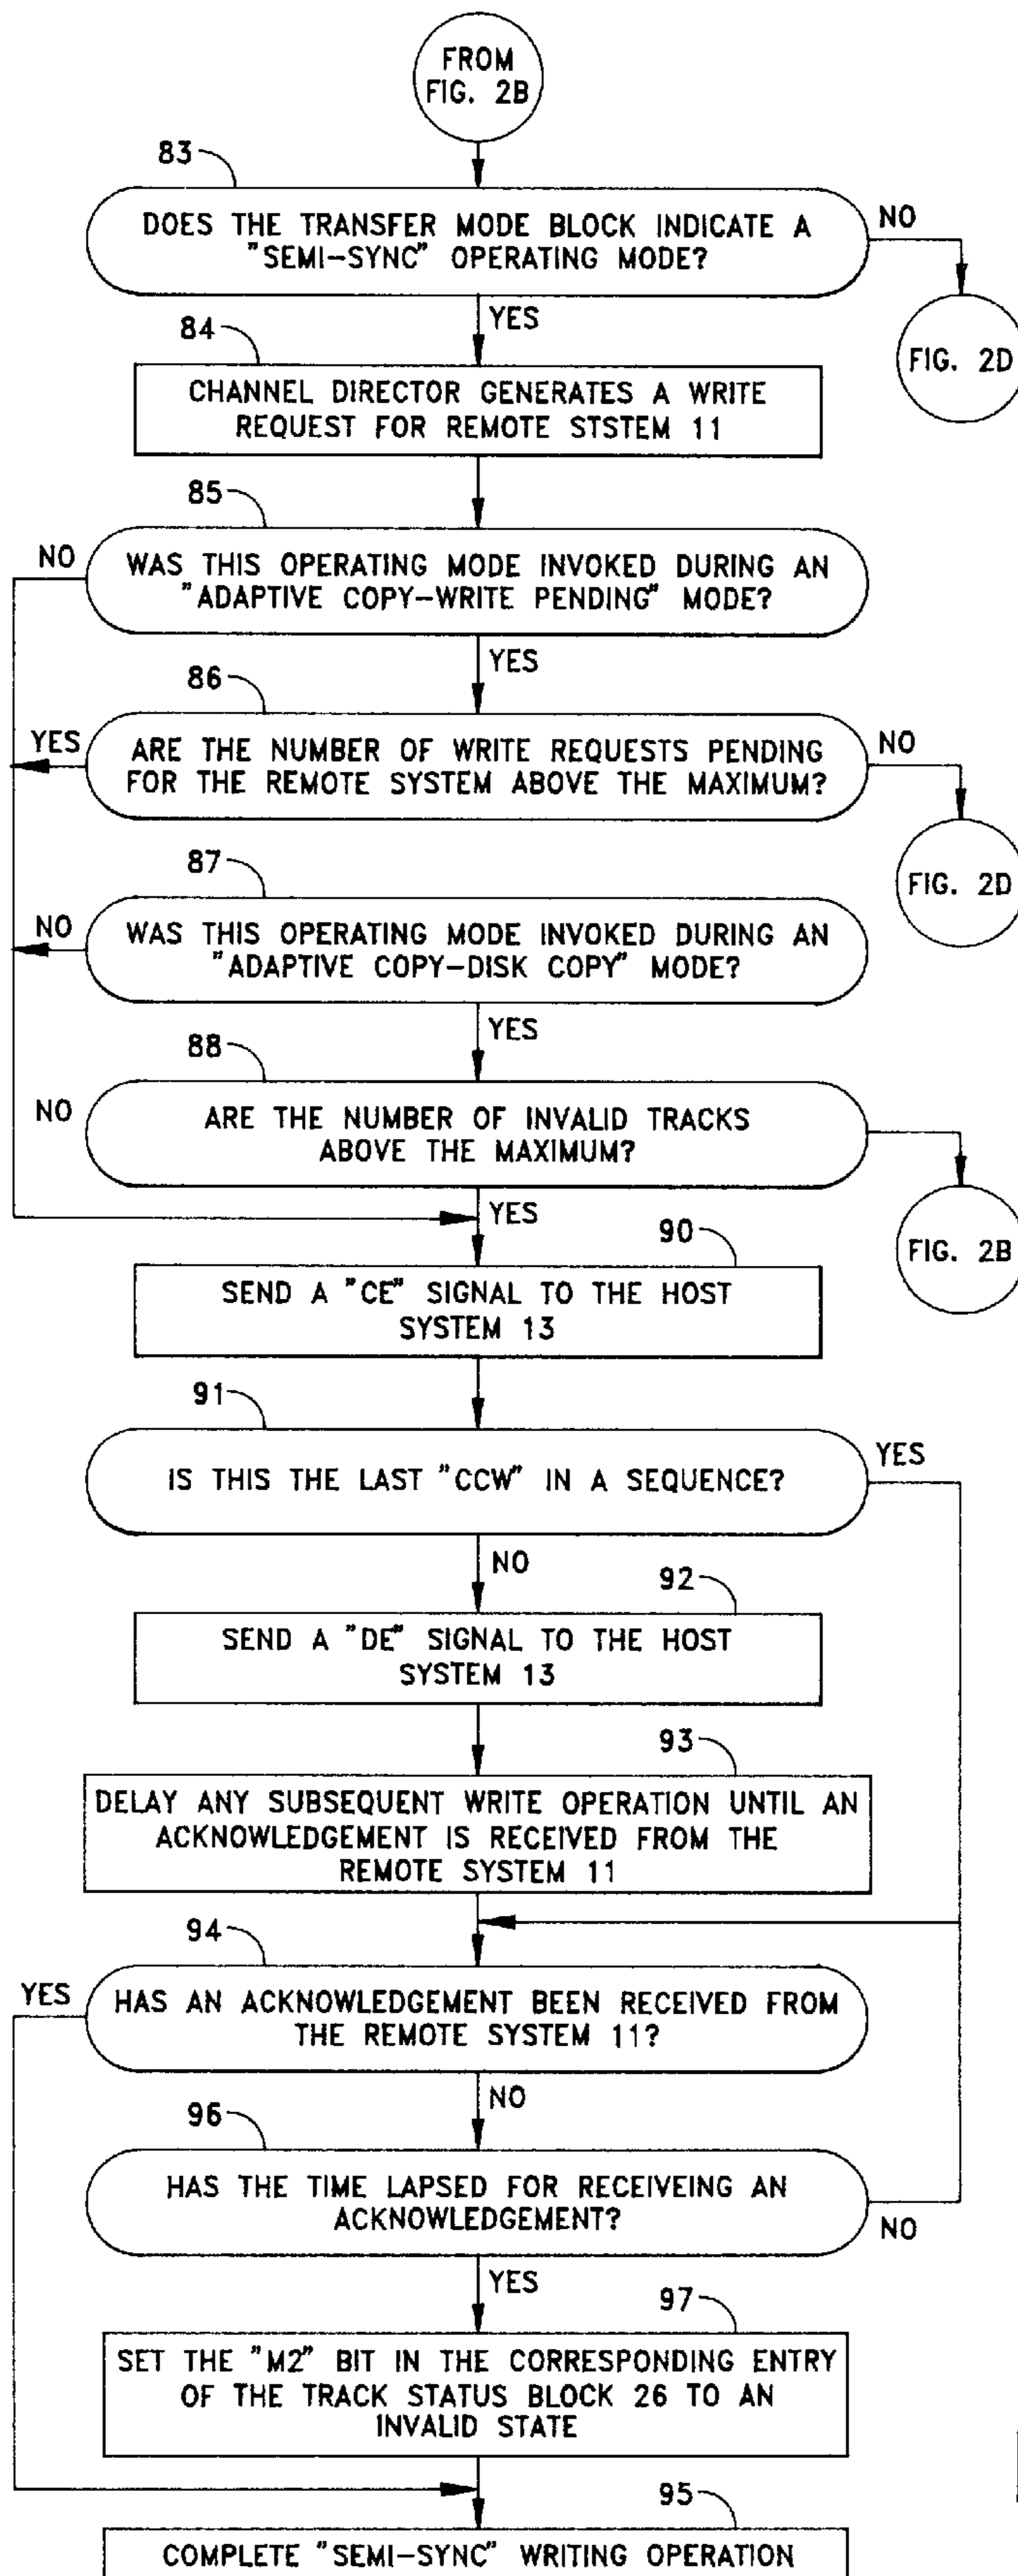 FROM
FIG. 2B
83
DOES THE TRANSFER MODE BLOCK INDICATE A
"SEMI-SYNC" OPERATING MODE?
NO
FIG. 2D
YES
84
CHANNEL DIRECTOR GENERATES A WRITE
REQUEST FOR REMOTE STSTEM 11
85
NO
WAS THIS OPERATING MODE INVOKED DURING AN
"ADAPTIVE COPY-WRITE PENDING" MODE?
YES
86
YES
ARE THE NUMBER OF WRITE REQUESTS PENDING
FOR THE REMOTE SYSTEM ABOVE THE MAXIMUM?
NO
FIG. 2D
87
NO
WAS THIS OPERATING MODE INVOKED DURING AN
"ADAPTIVE COPY-DISK COPY" MODE?
YES
88
NO
ARE THE NUMBER OF INVALID TRACKS
ABOVE THE MAXIMUM?
YES
FIG. 2B
90
SEND A "CE" SIGNAL TO THE HOST
SYSTEM 13
91
IS THIS THE LAST "CCW" IN A SEQUENCE?
YES
NO
92
SEND A "DE" SIGNAL TO THE HOST
SYSTEM 13
93
DELAY ANY SUBSEQUENT WRITE OPERATION UNTIL AN
ACKNOWLEDGEMENT IS RECEIVED FROM THE
REMOTE SYSTEM 11
94
YES
HAS AN ACKNOWLEDGEMENT BEEN RECEIVED FROM
THE REMOTE SYSTEM 11?
NO
96
HAS THE TIME LAPSED FOR RECEIVEING AN
ACKNOWLEDGEMENT?
NO
YES
97
SET THE "M2" BIT IN THE CORRESPONDING ENTRY
OF THE TRACK STATUS BLOCK 26 TO AN
INVALID STATE
95
COMPLETE "SEMI-SYNC" WRITING OPERATION